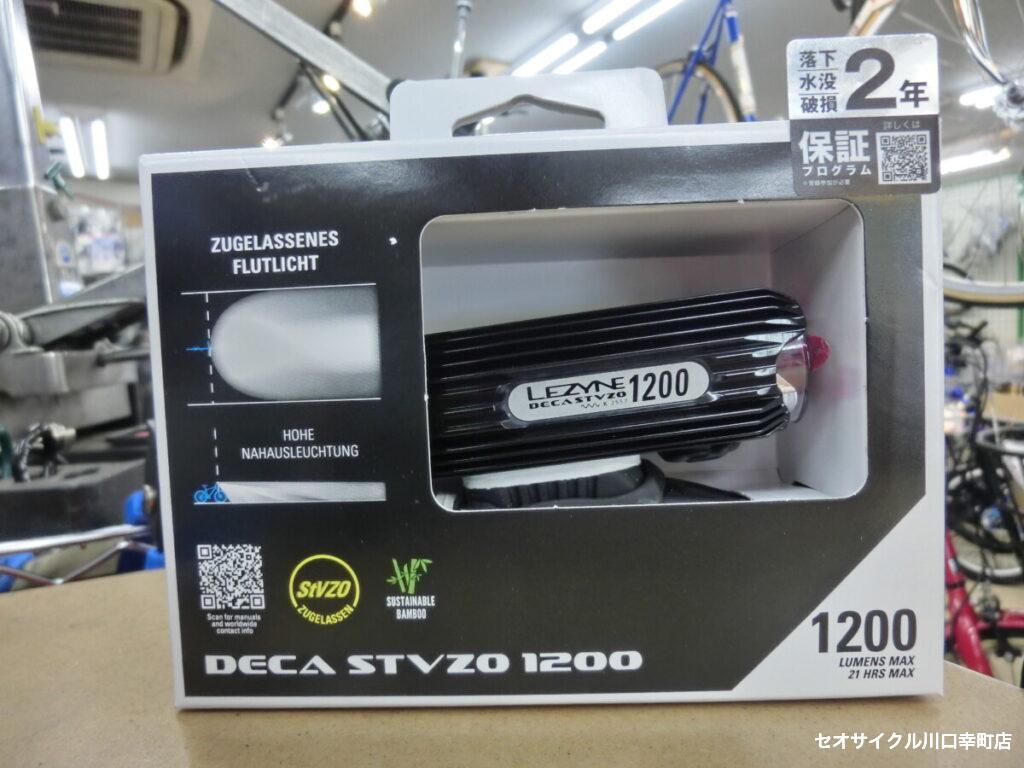 落下
水没
破損
2年
詳しくは
保証
プログラム
ZUGELASSENES
FLUTLICHT
LEZYNE
DECA STVZO
1200
HOHE
NAHAUSLEUCHTUNG
Scan for manuals
and worldwide
contact info
StVZO
ZUGELASSEN
SUSTAINABLE
BAMBOO
DECA STVZO 1200
1200
LUMENS MAX
21 HRS MAX
セオサイクル川口幸町店